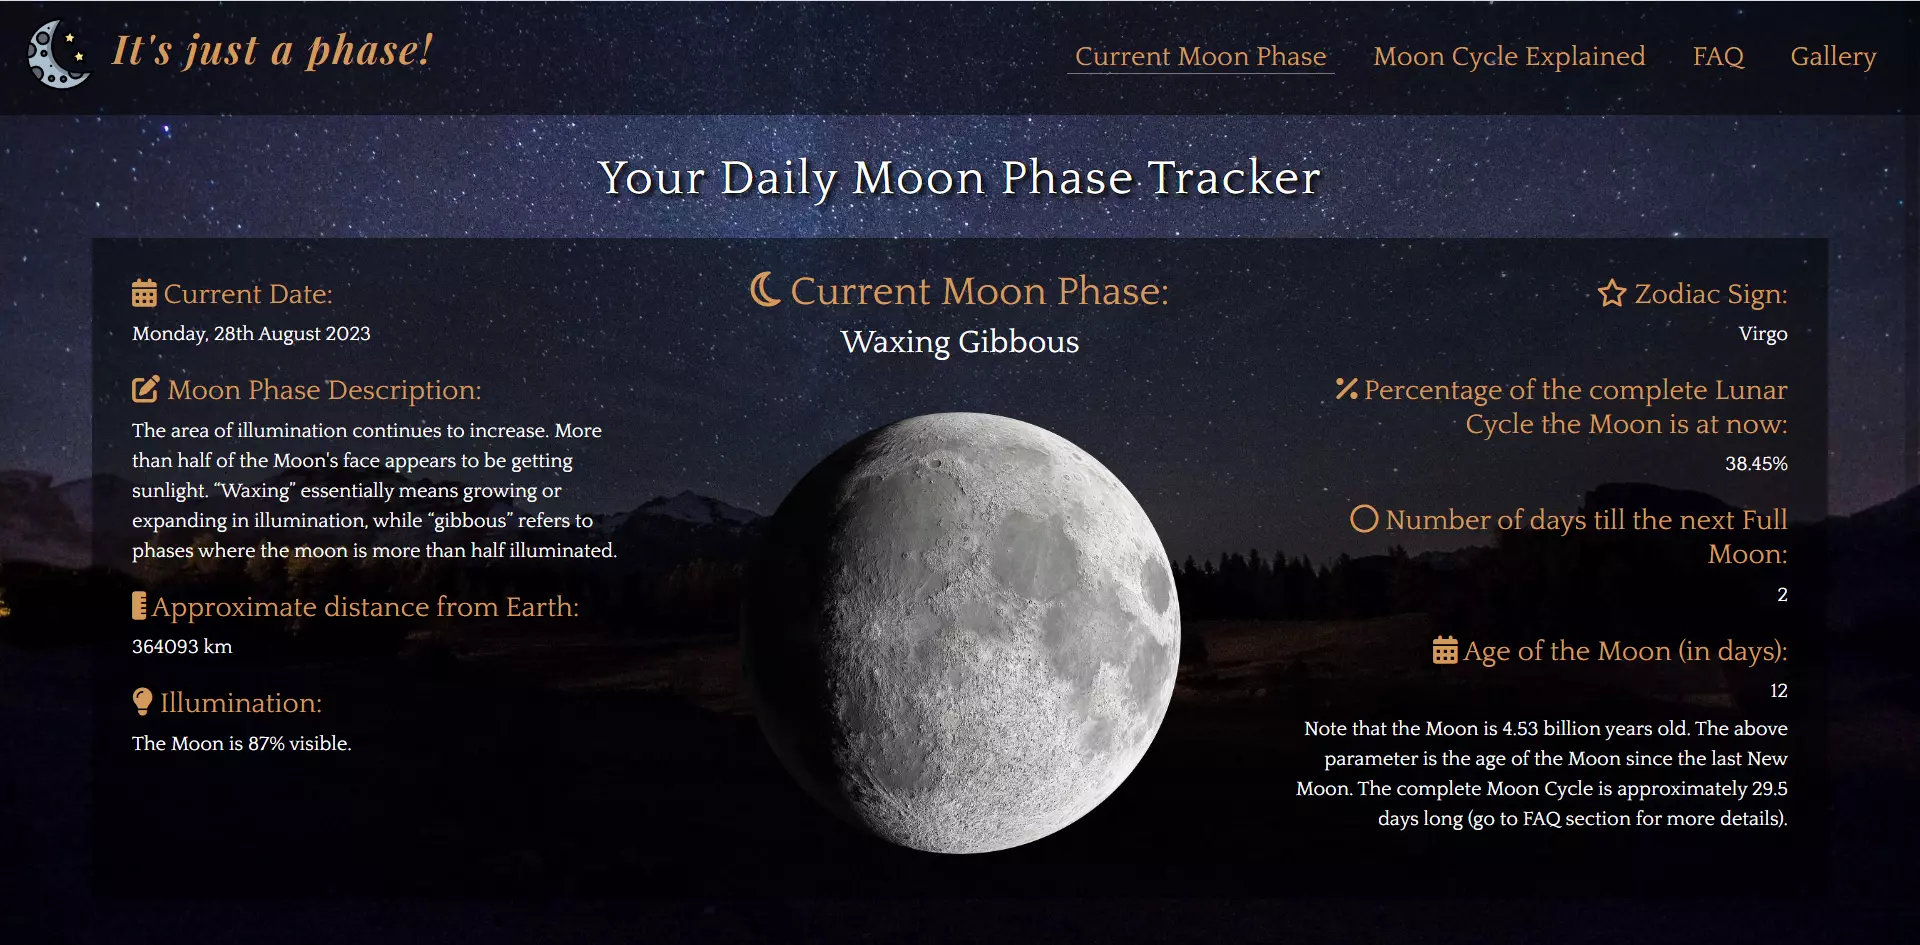 It's just a phase!
Current Moon Phase
Moon Cycle Explained
FAQ
Gallery
Your Daily Moon Phase Tracker
Current Date:
Monday, 28th August 2023
Moon Phase Description:
The area of illumination continues to increase. More
than half of the Moon's face appears to be getting
sunlight. “Waxing” essentially means growing or
expanding in illumination, while “gibbous” refers to
phases where the moon is more than half illuminated.
Approximate distance from Earth:
364093 km
Illumination:
The Moon is 87% visible.
Current Moon Phase:
Waxing Gibbous
Zodiac Sign:
Virgo
Percentage of the complete Lunar
Cycle the Moon is at now:
38.45%
Number of days till the next Full
Moon:
2
Age of the Moon (in days):
12
Note that the Moon is 4.53 billion years old. The above
parameter is the age of the Moon since the last New
Moon. The complete Moon Cycle is approximately 29.5
days long (go to FAQ section for more details).